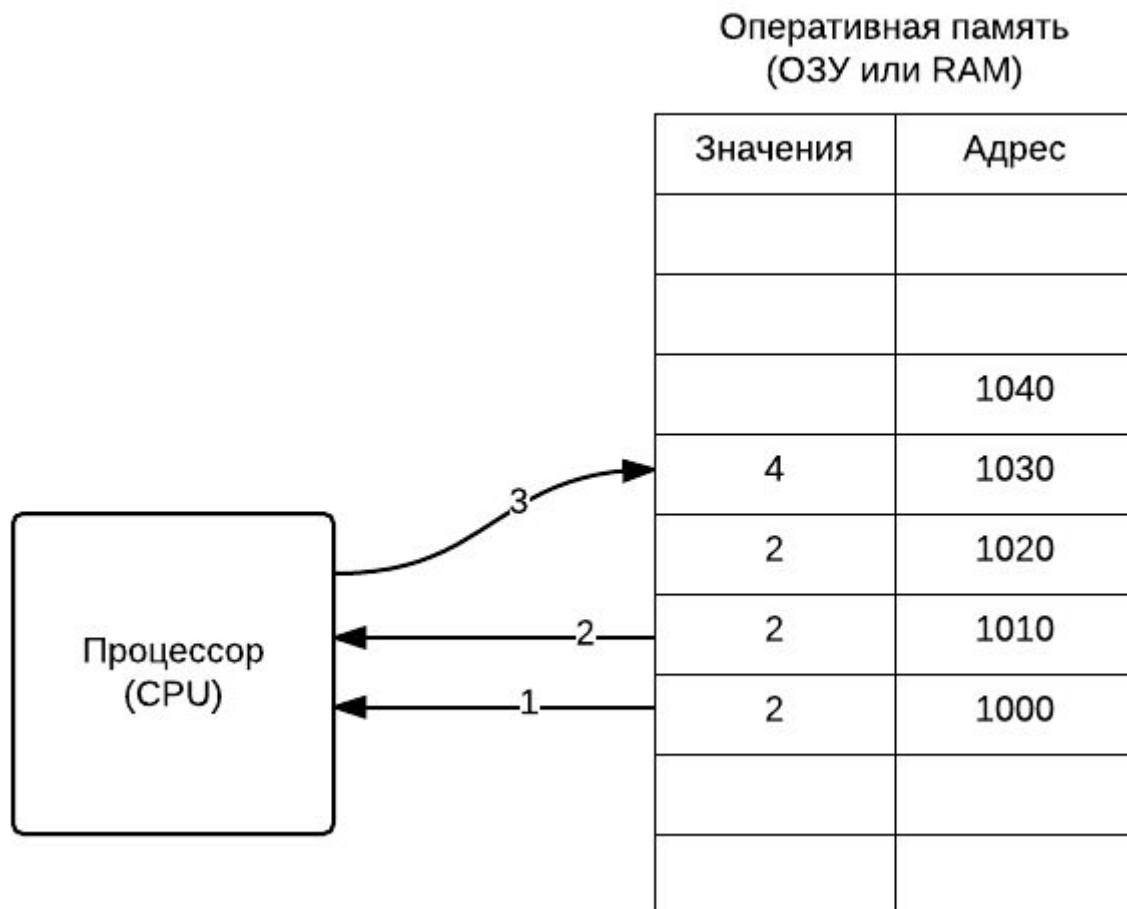 Оперативная память
(ОЗУ или RAM)
Значения Адрес
1040
4 1030
3
2 1020
2 1010
2
Процессор
(CPU)
2 1000
1